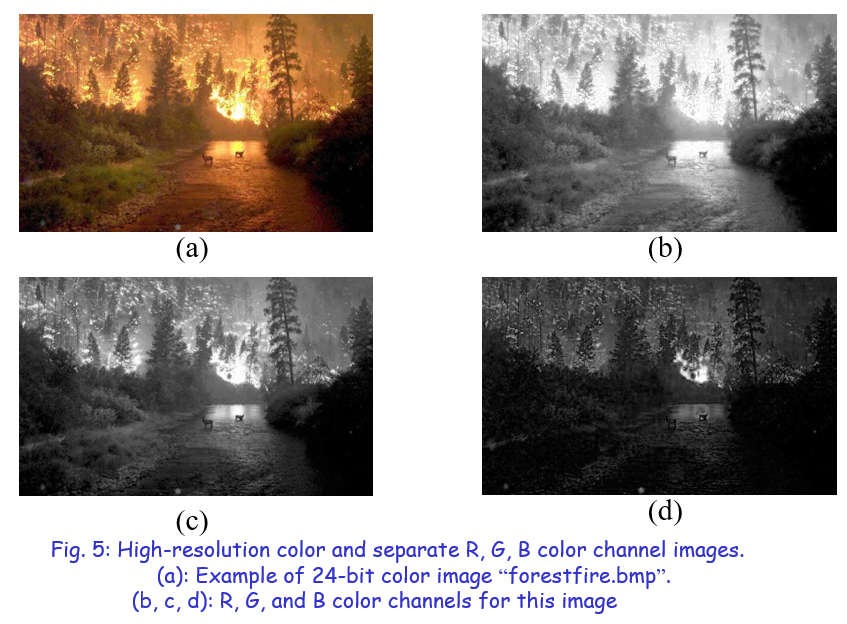 (a)
(b)
(c)
(d)
Fig. 5: High-resolution color and separate R, G, B color channel images.
(a): Example of 24-bit color image “forestfire.bmp”.
(b, c, d): R, G, and B color channels for this image